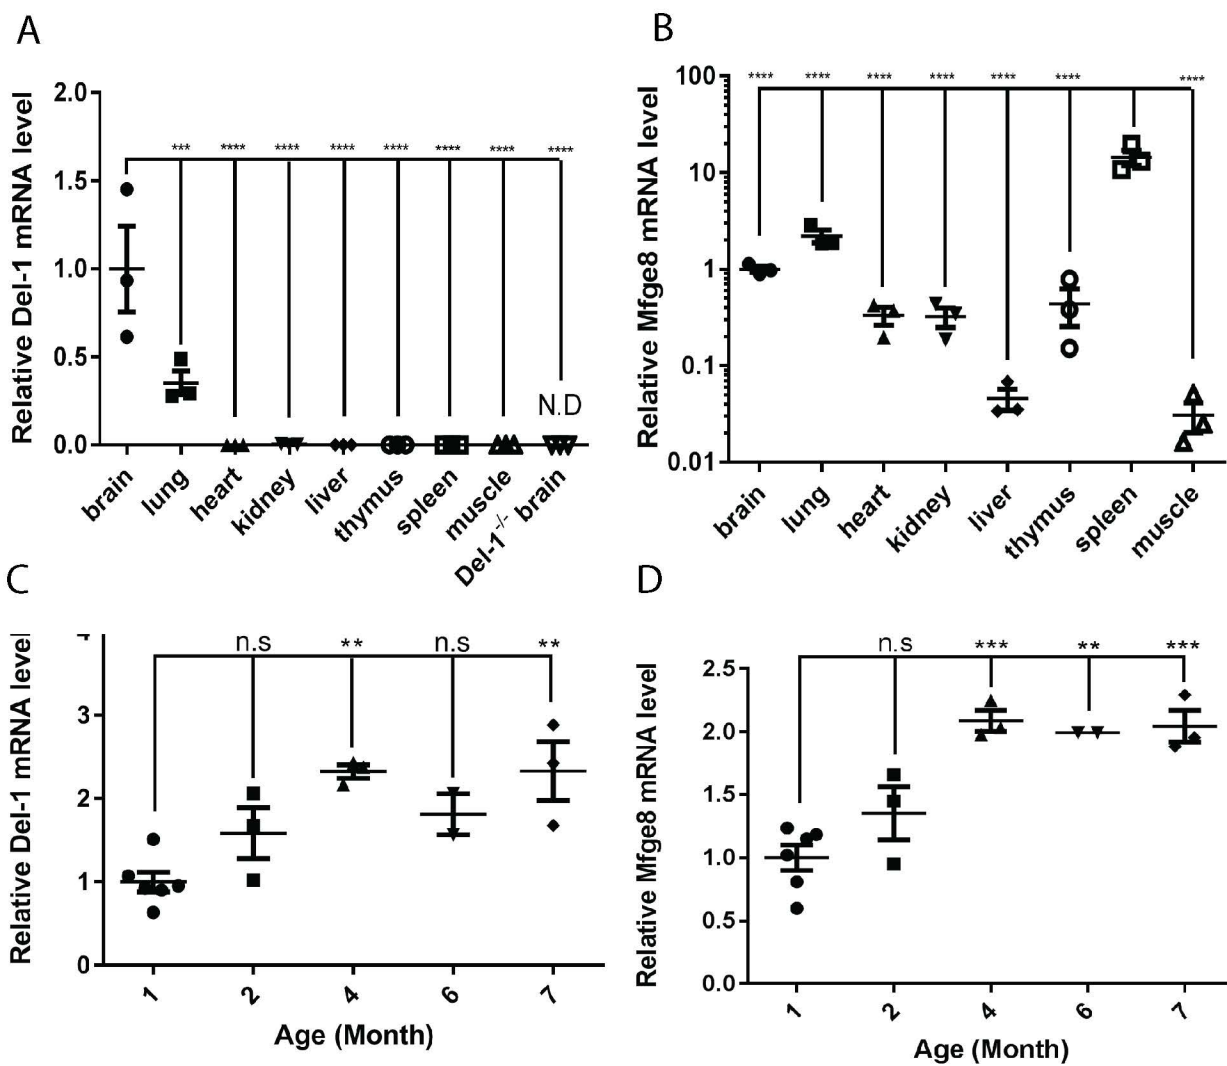 A
Relative Del-1 mRNA level
2.0
1.5
1.0
0.5
0.0
*** **** **** **** **** **** **** ****
N.D
brain
lung
heart
kidney
liver
thymus
spleen
muscle
Del-1-/- brain
B
Relative Mfge8 mRNA level
100
10
1
0.1
0.01
**** **** **** **** **** **** ****
brain
lung
heart
kidney
liver
thymus
spleen
muscle
C
Relative Del-1 mRNA level
4
3
2
1
0
n.s ** n.s **
1 2 4 6 7
Age (Month)
D
Relative Mfge8 mRNA level
2.5
2.0
1.5
1.0
0.5
0.0
n.s *** ** ***
1 2 4 6 7
Age (Month)